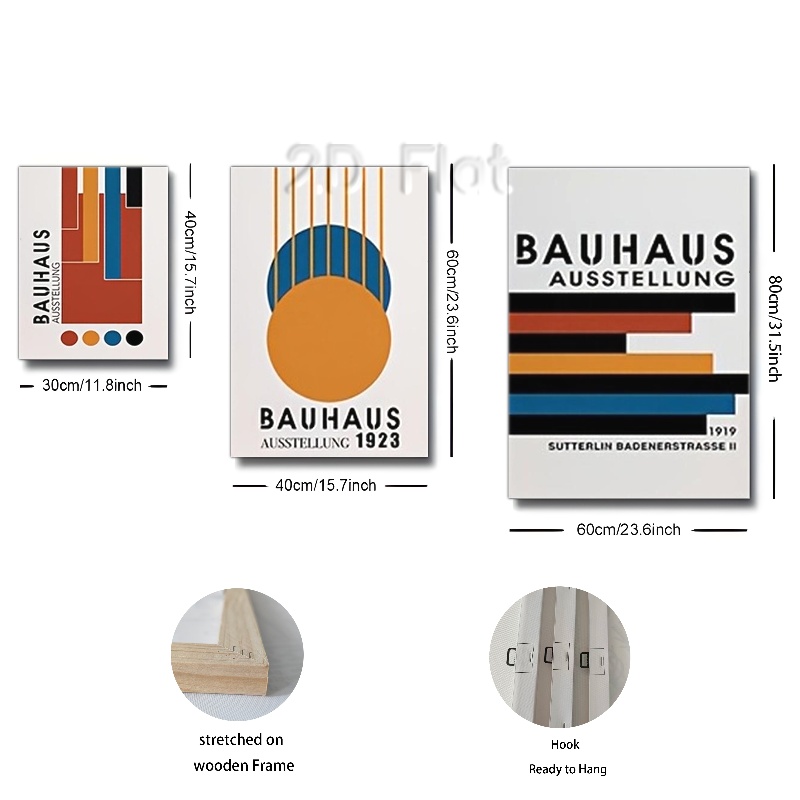 2D Flat
BAUHAUS
AUSSTELLUNG
40cm/15.7inch
30cm/11.8inch
BAUHAUS
AUSSTELLUNG 1923
60cm/23.6inch
40cm/15.7inch
BAUHAUS
AUSSTELLUNG
1919
SUTTERLIN BADENERSTRASSE II
80cm/31.5inch
60cm/23.6inch
stretched on
wooden Frame
Hook
Ready to Hang